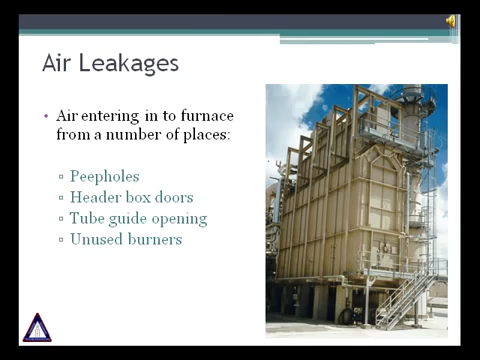 Air Leakages
• Air entering in to furnace
from a number of places:
▫ Peepholes
▫ Header box doors
▫ Tube guide opening
▫ Unused burners